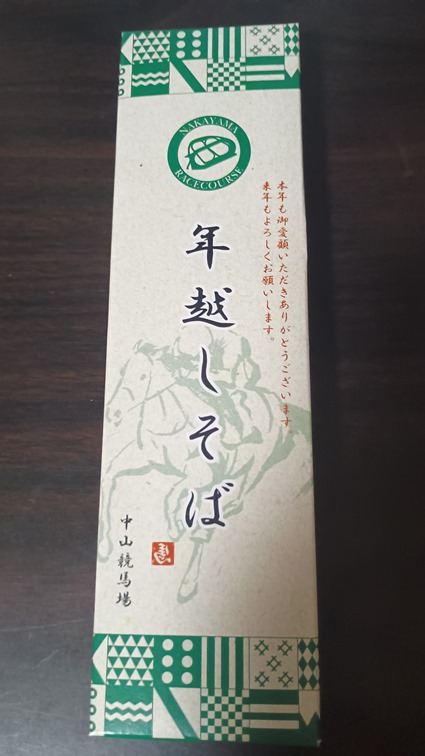 NAKAYAMA
RACECOURSE
本年も御愛顧いただきありがとうございます
来年もよろしくお願いします。
年越しそば
中山競馬場
馬